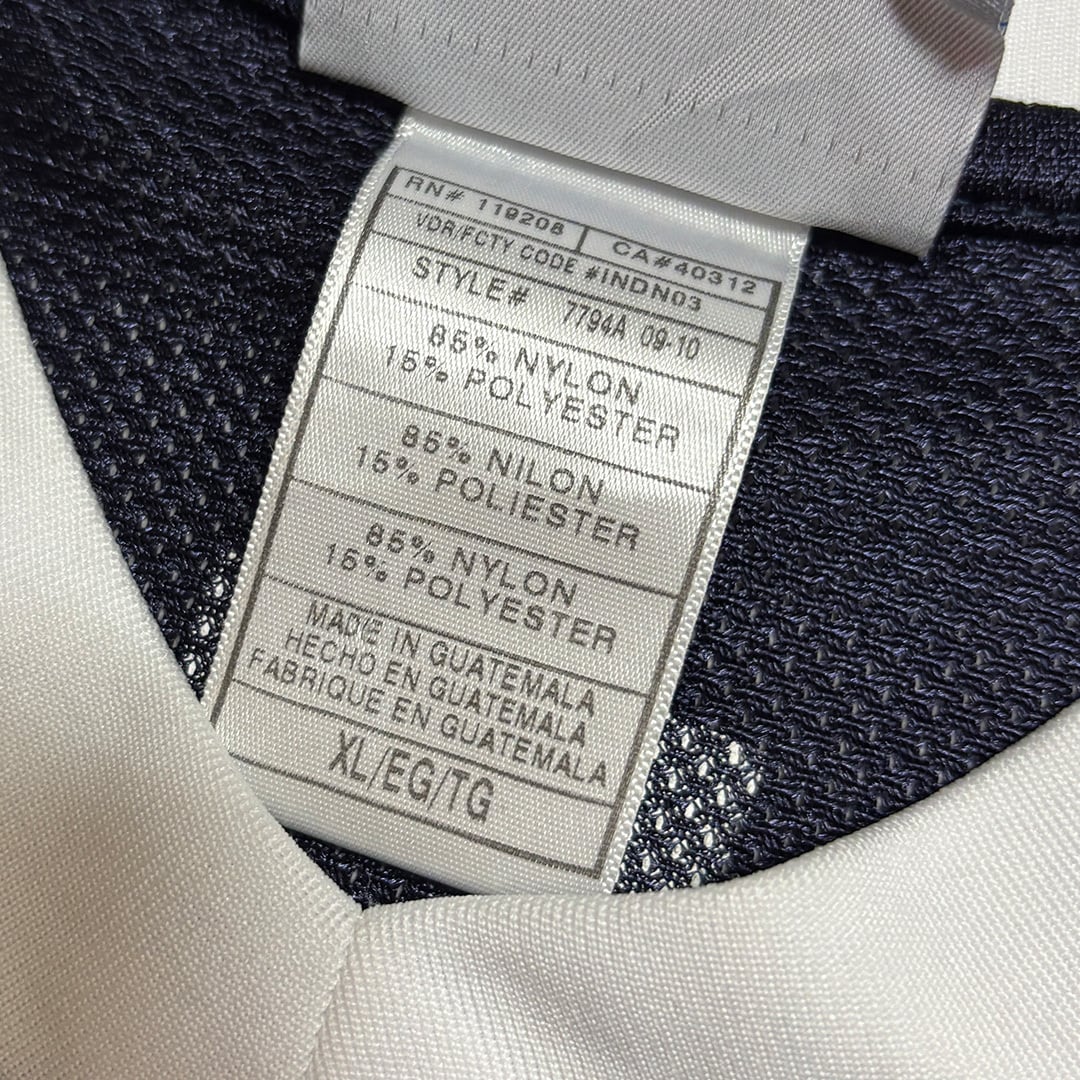 RN# 119208 CA#40312
VDR/FCTY CODE #INDN03
STYLE# 7794A 09-10
85% NYLON
15% POLYESTER
85% NILON
15% POLIESTER
85% NYLON
15% POLYESTER
MADE IN GUATEMALA
HECHO EN GUATEMALA
FABRIQUE EN GUATEMALA
XL/EG/TG